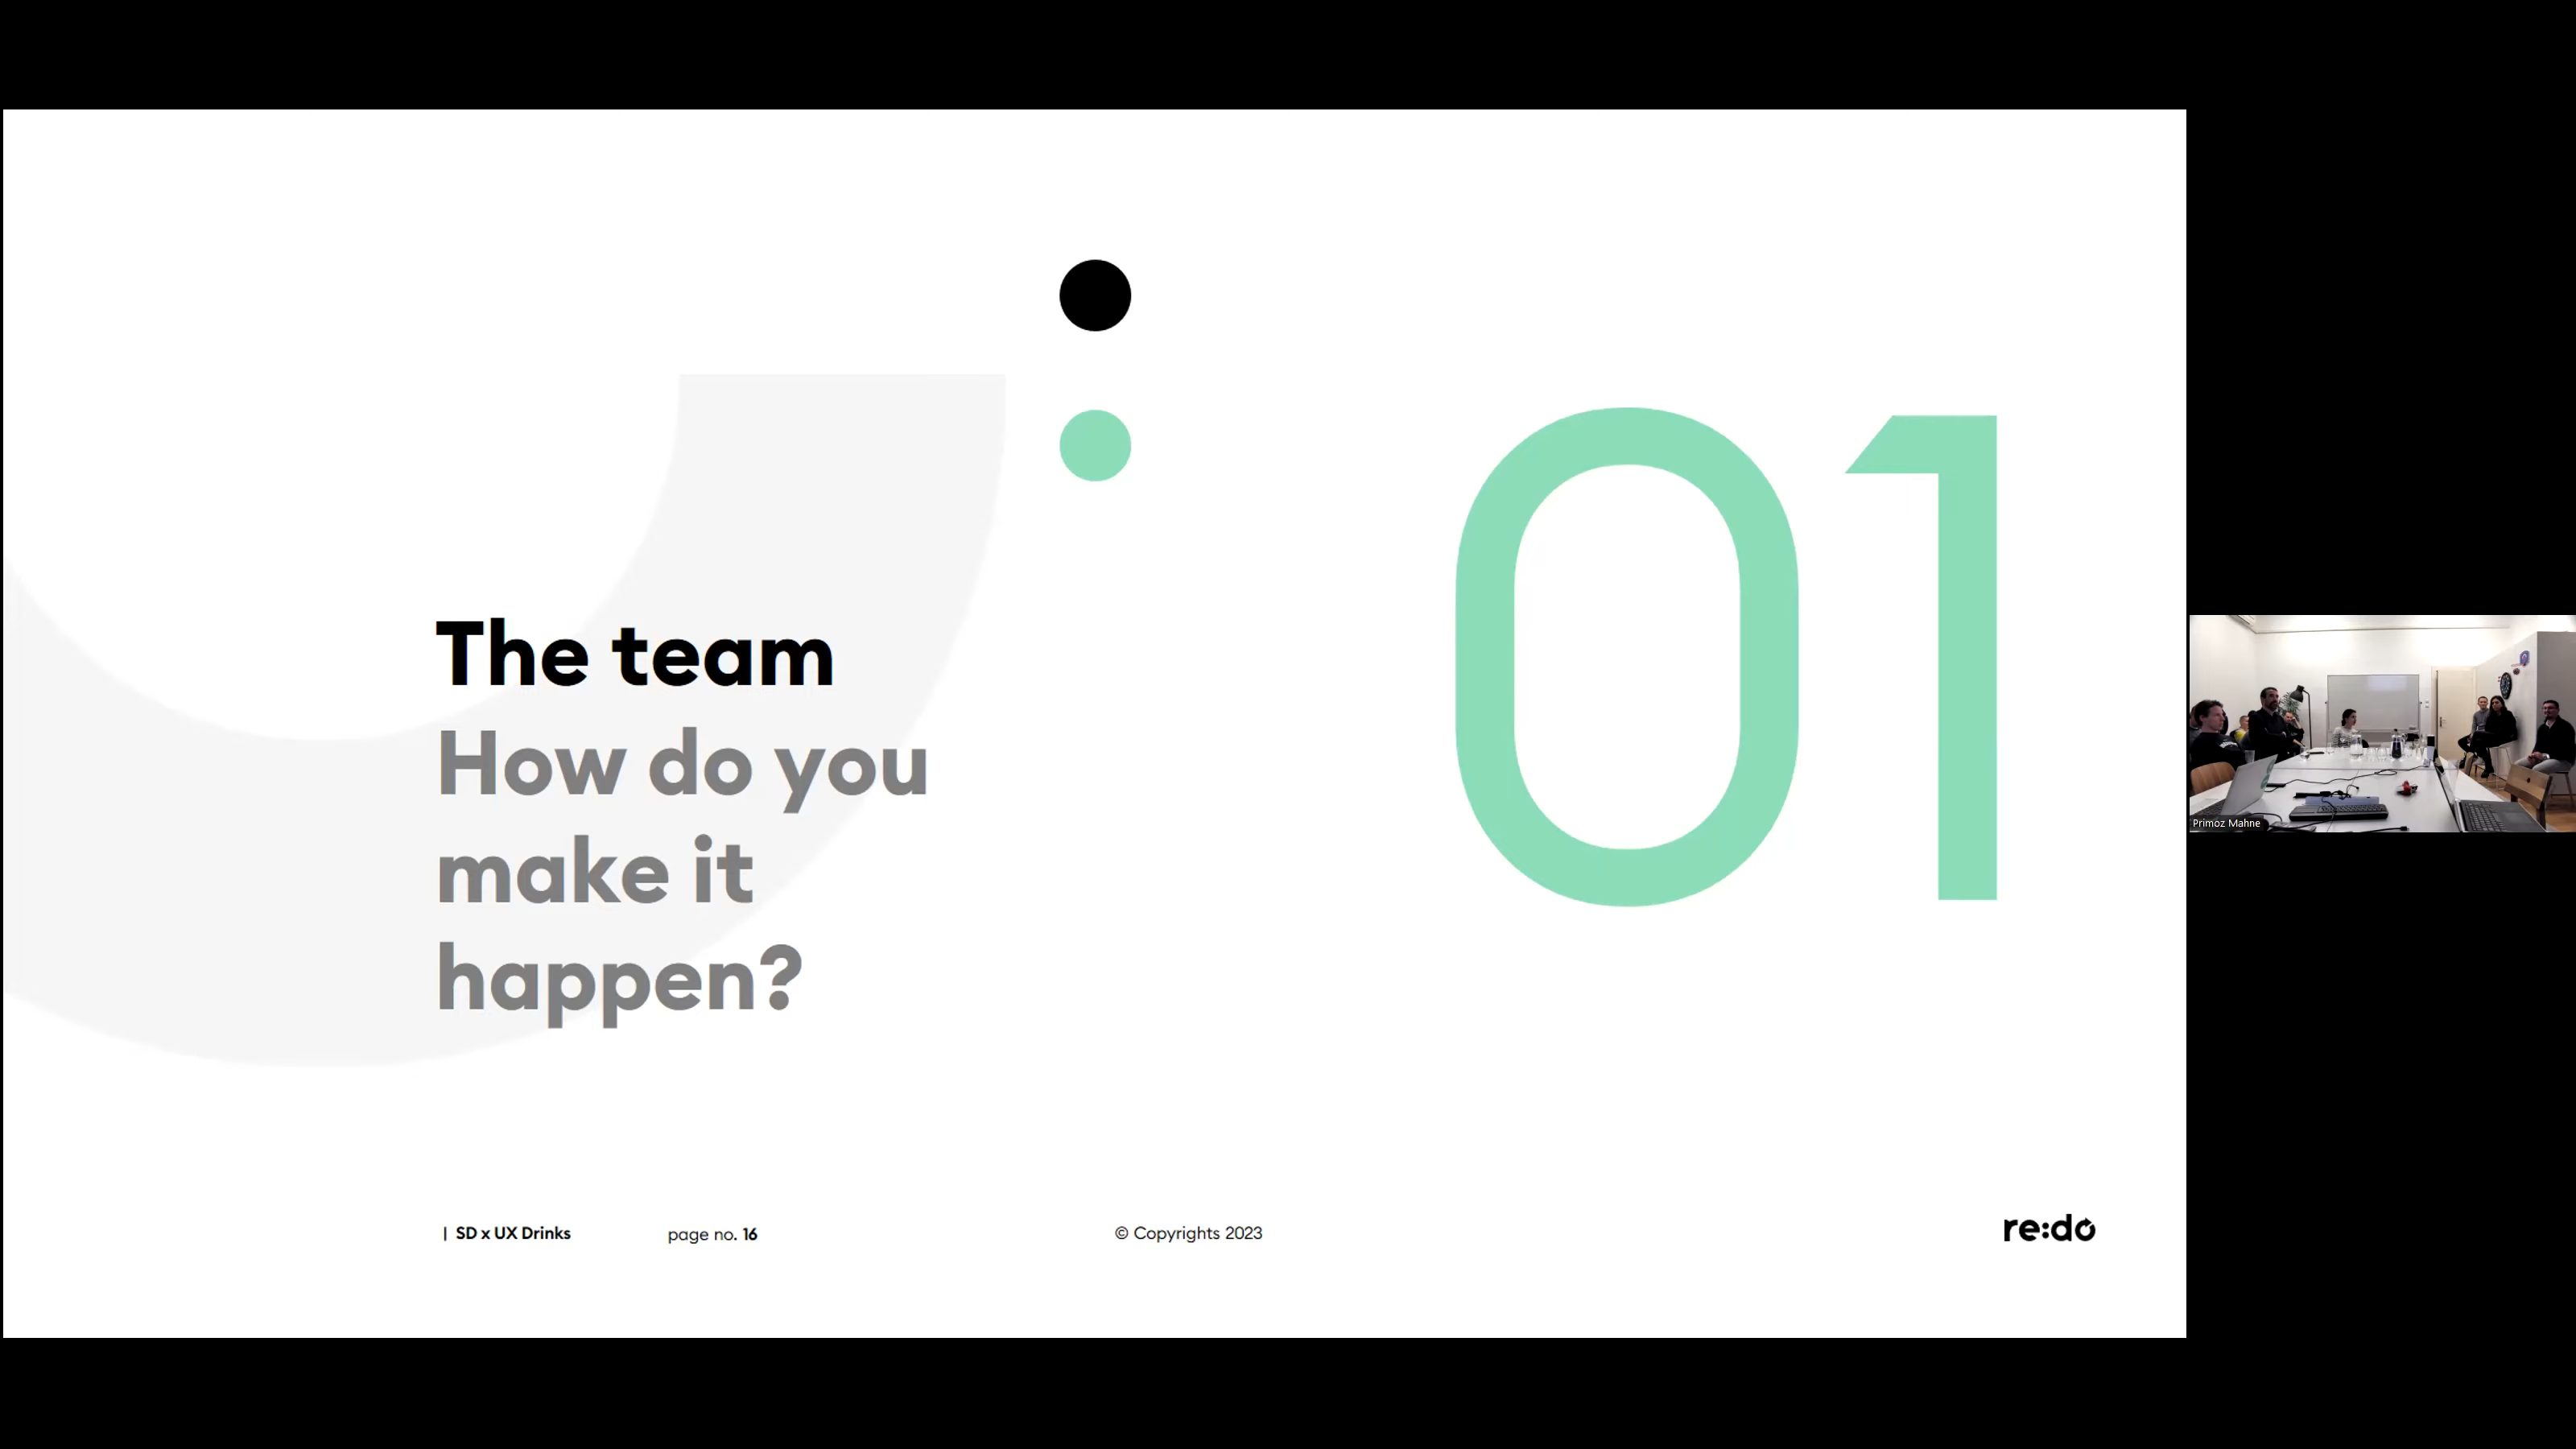 The team
How do you
make it
happen?
01
| SD x UX Drinks
page no. 16
© Copyrights 2023
re:do
Primoz Mahne